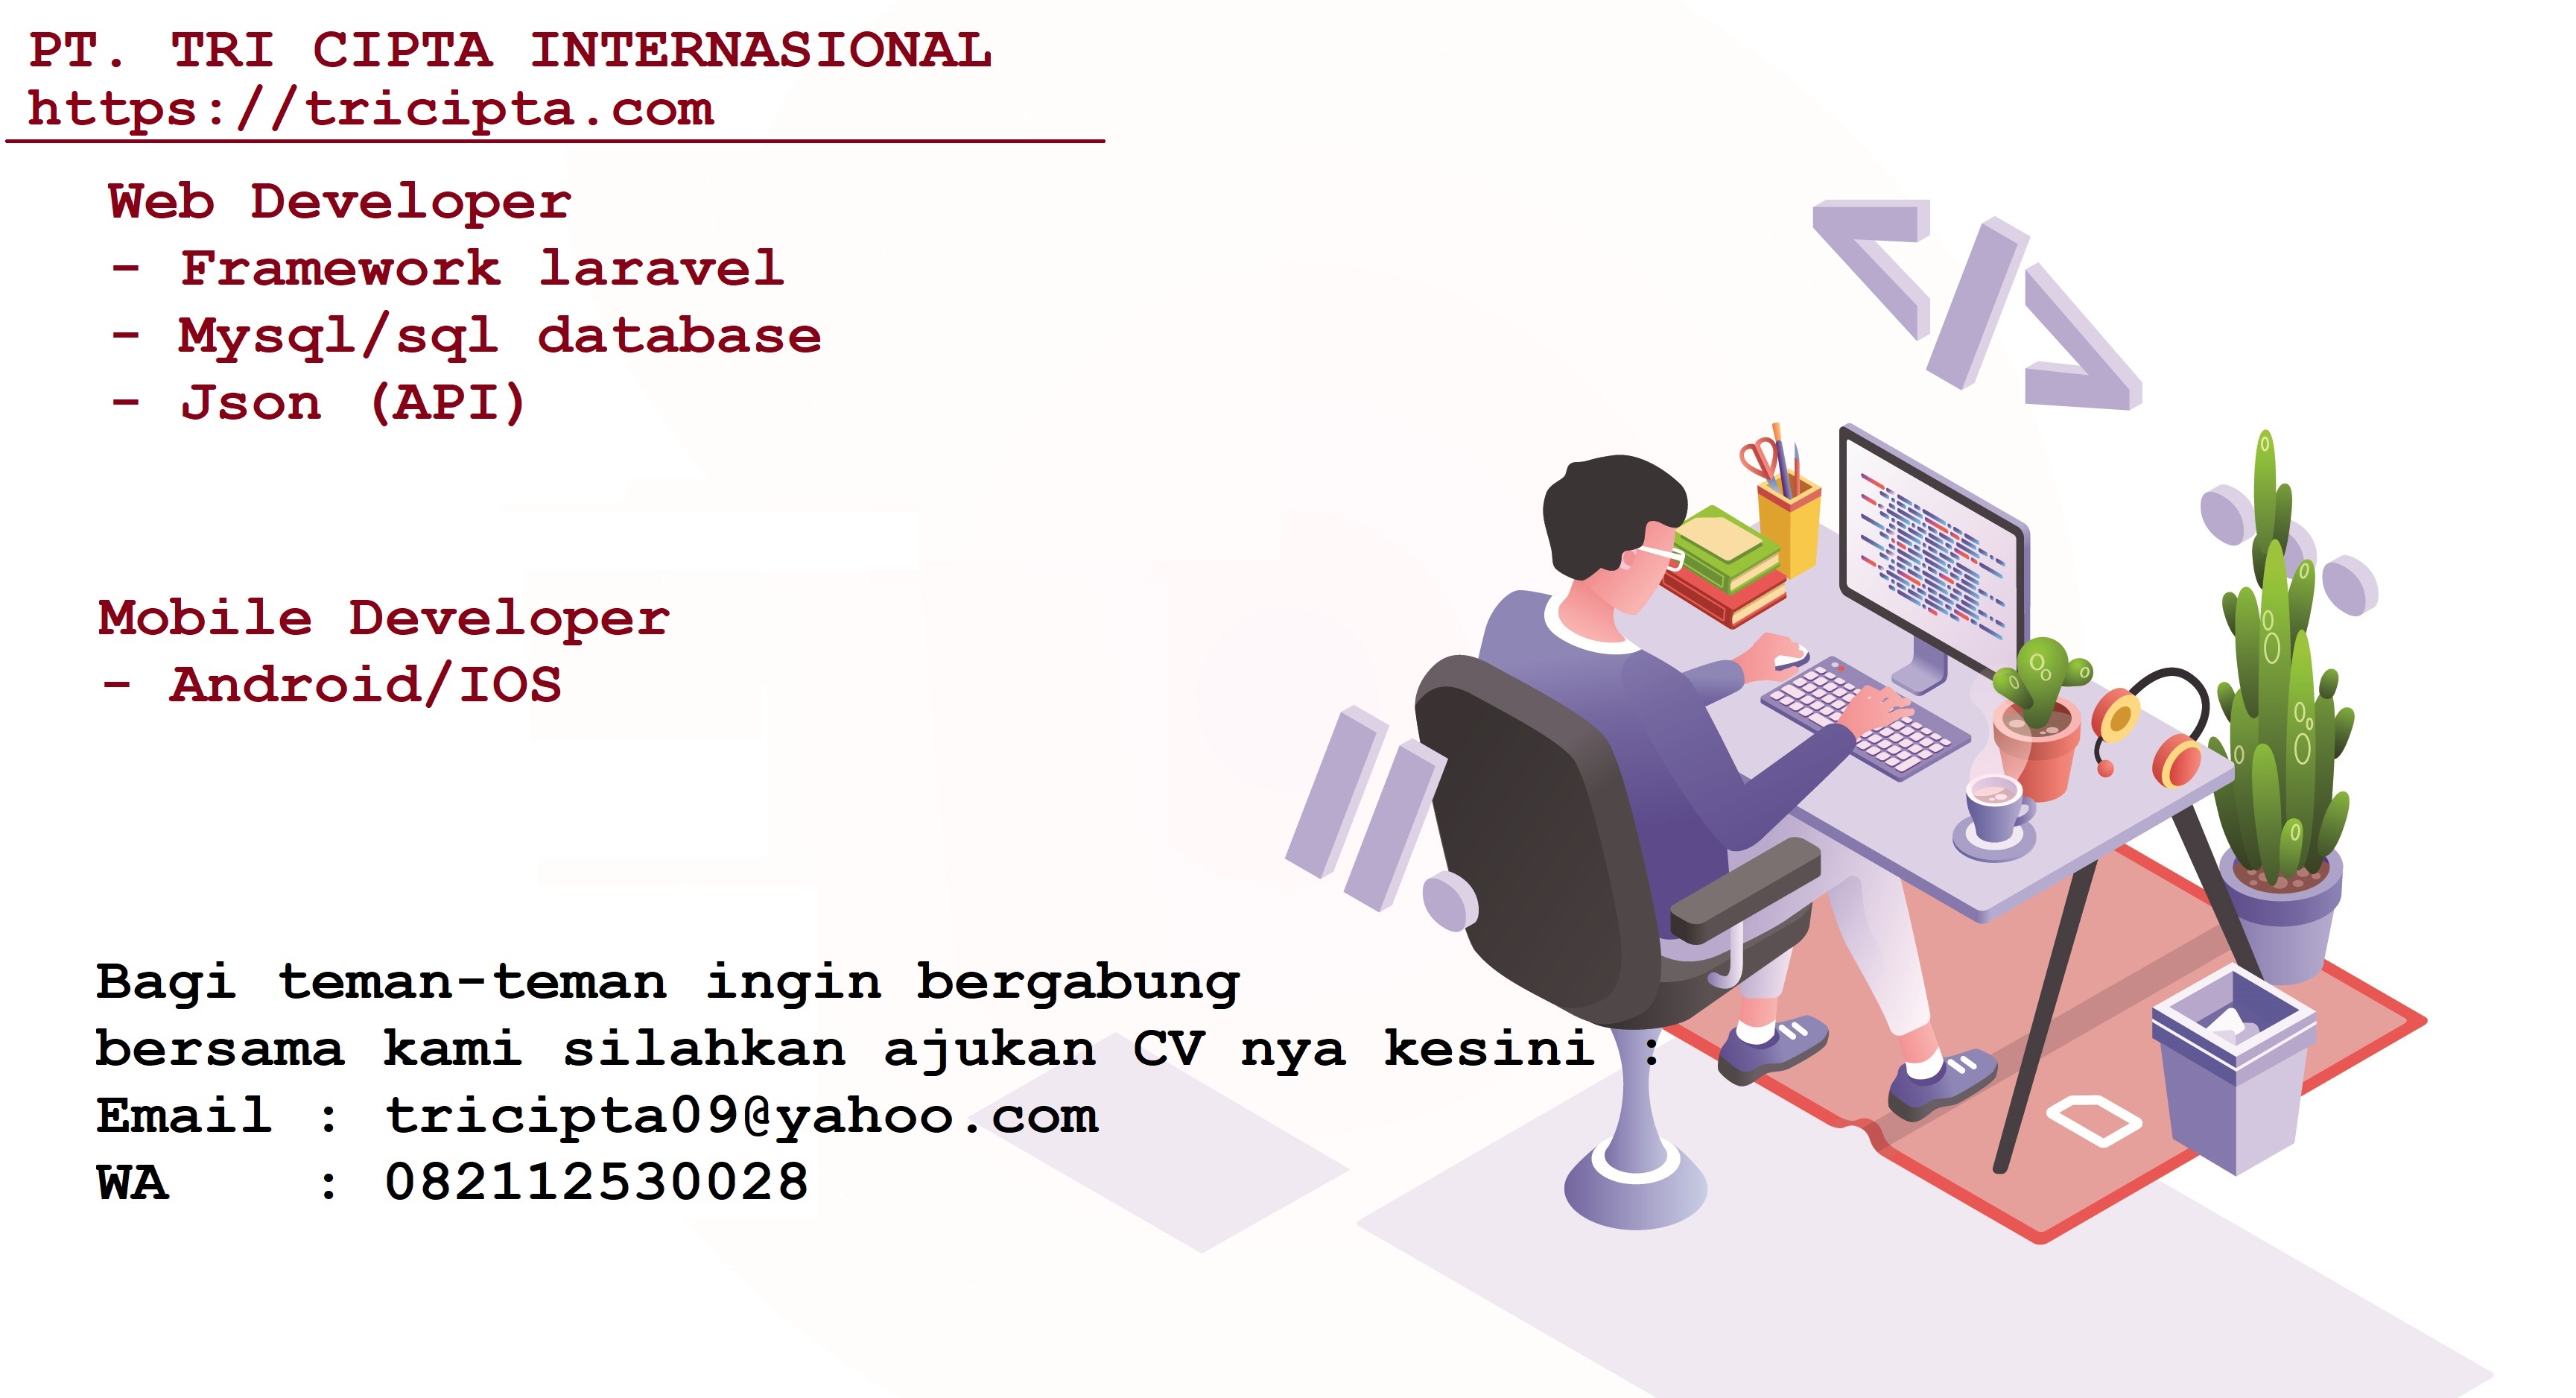 PT. TRI CIPTA INTERNASIONAL
https://tricipta.com
Web Developer
- Framework laravel
- Mysql/sql database
- Json (API)
Mobile Developer
- Android/IOS
Bagi teman-teman ingin bergabung
bersama kami silahkan ajukan CV nya kesini :
Email : tricipta09@yahoo.com
WA : 082112530028